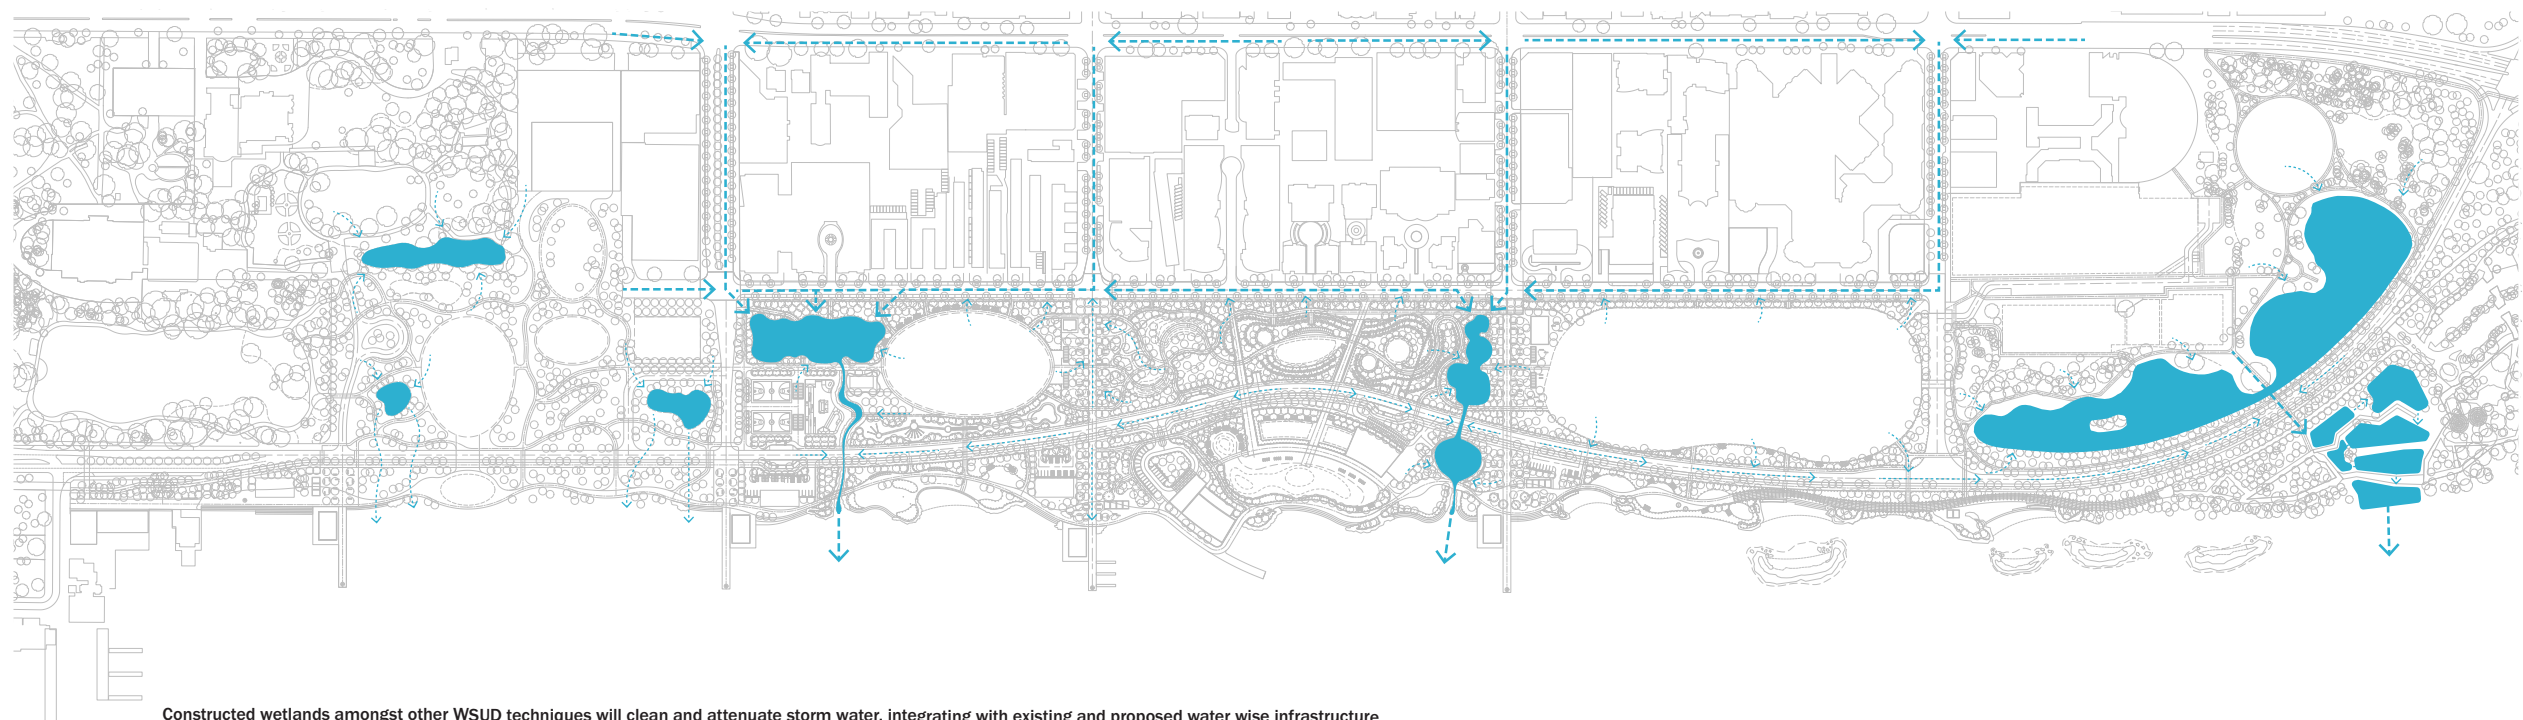 Constructed wetlands amongst other WSUD techniques will clean and attenuate storm water, integrating with existing and proposed water wise infrastructure